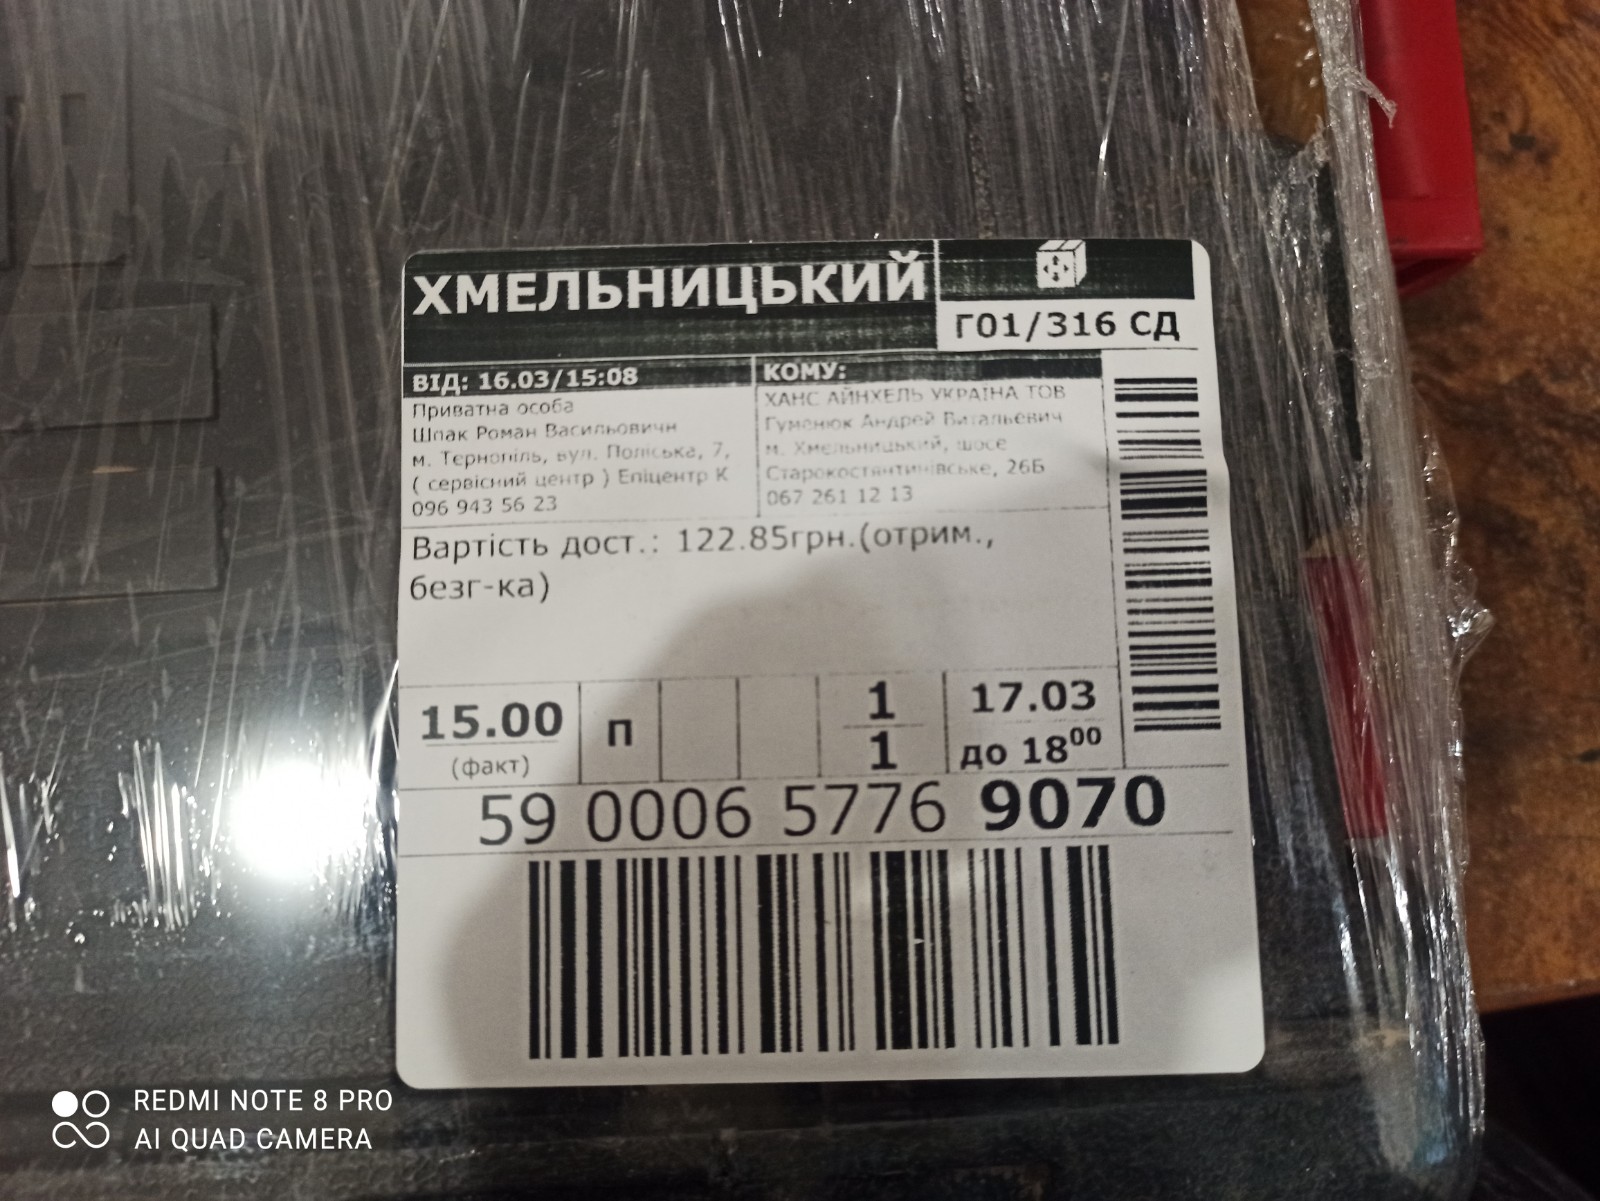 ХМЕЛЬНИЦЬКИЙ
Г01/316 СД
ВІД: 16.03/15:08
Приватна особа
Шпак Роман Васильович
м. Тернопіль, вул. Поліська, 7,
( сервісний центр ) Епіцентр К
096 943 56 23
КОМУ:
ХАНС АЙНХЕЛЬ УКРАЇНА ТОВ
Гуменюк Андрей Витальевич
м. Хмельницький, шосе
Старокостянтинівське, 26Б
067 261 12 13
Вартість дост.: 122.85грн.(отрим.,
безг-ка)
15.00
(факт)
П
1
1
17.03
до 18⁰⁰
59 0006 5776 9070
REDMI NOTE 8 PRO
AI QUAD CAMERA